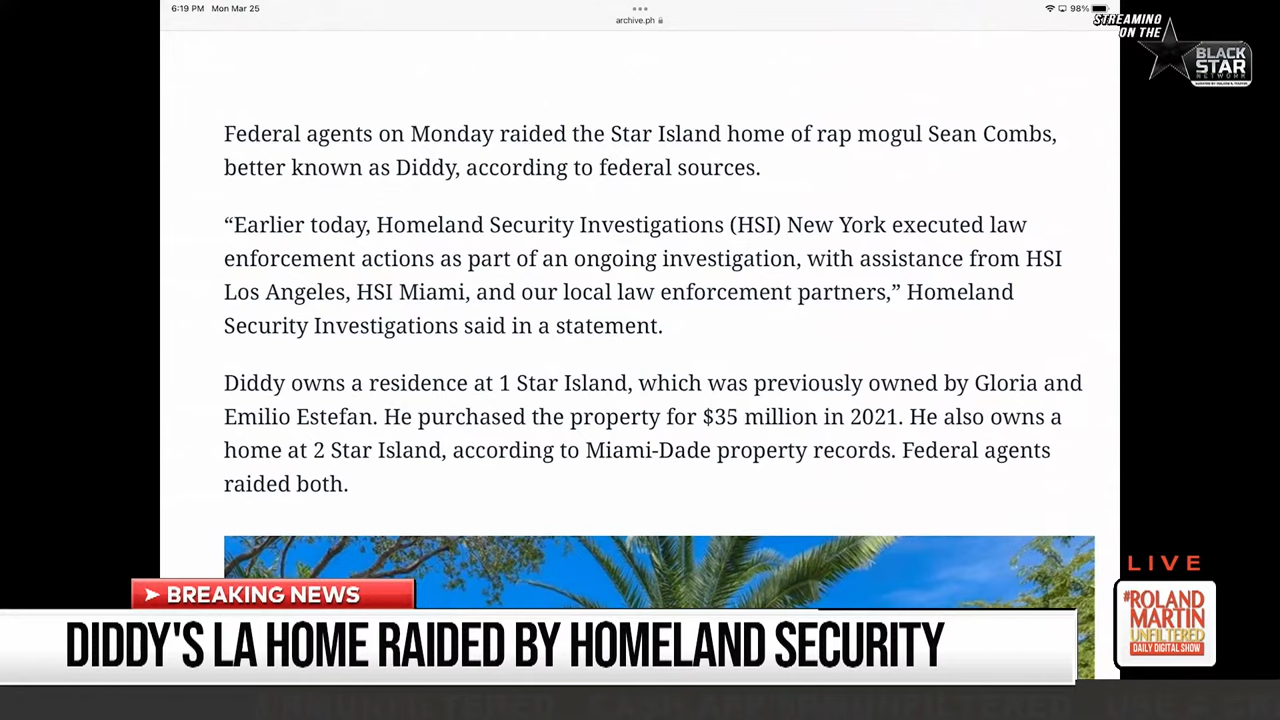 6:19 PM Mon Mar 25
98%
archive.ph
STREAMING
ON THE
BLACK
STAR
NETWORK
Federal agents on Monday raided the Star Island home of rap mogul Sean Combs,
better known as Diddy, according to federal sources.
“Earlier today, Homeland Security Investigations (HSI) New York executed law
enforcement actions as part of an ongoing investigation, with assistance from HSI
Los Angeles, HSI Miami, and our local law enforcement partners,” Homeland
Security Investigations said in a statement.
Diddy owns a residence at 1 Star Island, which was previously owned by Gloria and
Emilio Estefan. He purchased the property for $35 million in 2021. He also owns a
home at 2 Star Island, according to Miami-Dade property records. Federal agents
raided both.
LIVE
BREAKING NEWS
DIDDY'S LA HOME RAIDED BY HOMELAND SECURITY
#ROLAND
MARTIN
UNFILTERED
DAILY DIGITAL SHOW